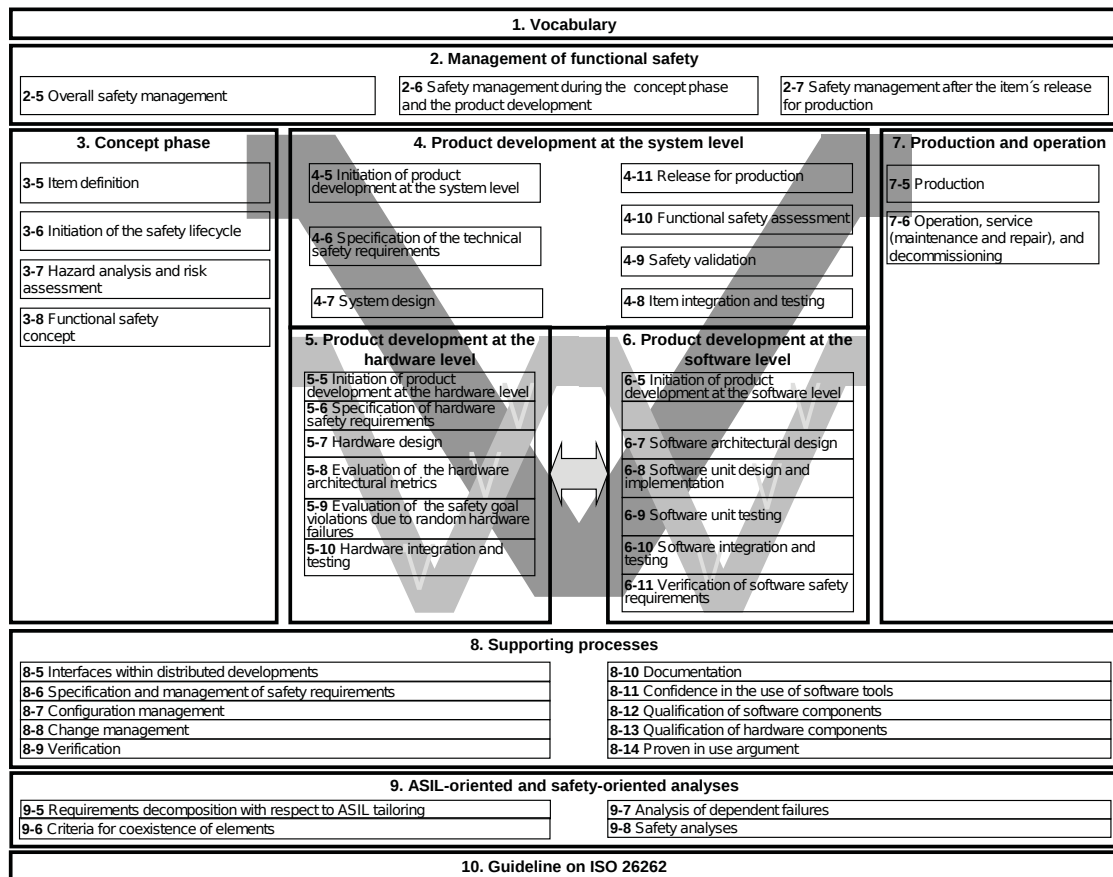 1. Vocabulary
2. Management of functional safety
2-5 Overall safety management
2-6 Safety management during the concept phase
and the product development
2-7 Safety management after the item´s release
for production
3. Concept phase
3-5 Item definition
3-6 Initiation of the safety lifecycle
3-7 Hazard analysis and risk
assessment
3-8 Functional safety
concept
4. Product development at the system level
4-5 Initiation of product
development at the system level
4-6 Specification of the technical
safety requirements
4-7 System design
4-11 Release for production
4-10 Functional safety assessment
4-9 Safety validation
4-8 Item integration and testing
7. Production and operation
7-5 Production
7-6 Operation, service
(maintenance and repair), and
decommissioning
5. Product development at the
hardware level
5-5 Initiation of product
development at the hardware level
5-6 Specification of hardware
safety requirements
5-7 Hardware design
5-8 Evaluation of the hardware
architectural metrics
5-9 Evaluation of the safety goal
violations due to random hardware
failures
5-10 Hardware integration and
testing
6. Product development at the
software level
6-5 Initiation of product
development at the software level
6-7 Software architectural design
6-8 Software unit design and
implementation
6-9 Software unit testing
6-10 Software integration and
testing
6-11 Verification of software safety
requirements
8. Supporting processes
8-5 Interfaces within distributed developments
8-6 Specification and management of safety requirements
8-7 Configuration management
8-8 Change management
8-9 Verification
8-10 Documentation
8-11 Confidence in the use of software tools
8-12 Qualification of software components
8-13 Qualification of hardware components
8-14 Proven in use argument
9. ASIL-oriented and safety-oriented analyses
9-5 Requirements decomposition with respect to ASIL tailoring
9-6 Criteria for coexistence of elements
9-7 Analysis of dependent failures
9-8 Safety analyses
10. Guideline on ISO 26262